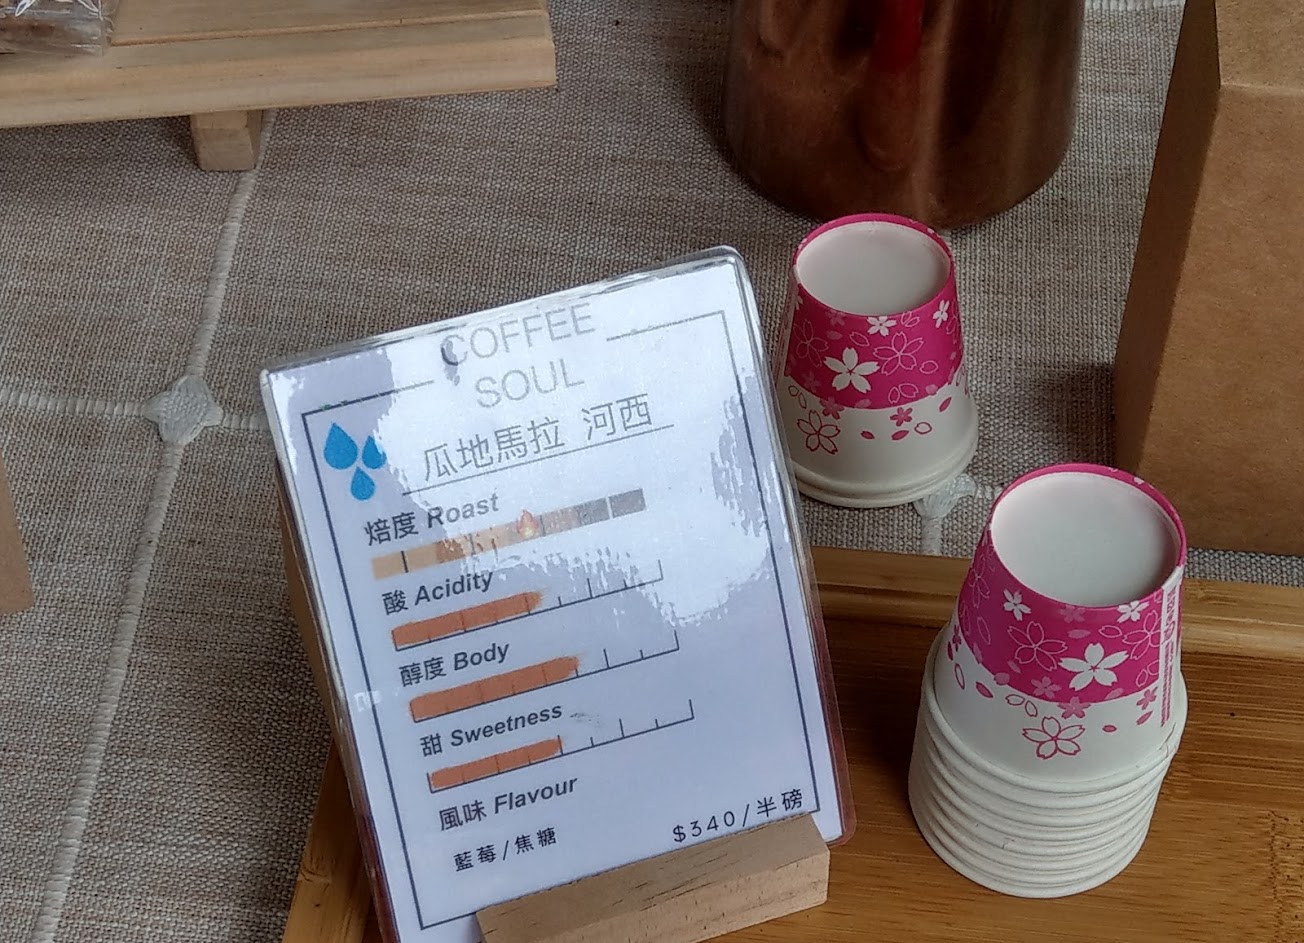 COFFEE
SOUL
瓜地馬拉 河西
焙度 Roast
酸 Acidity
醇度 Body
甜 Sweetness
風味 Flavour
藍莓/焦糖
$340/半磅